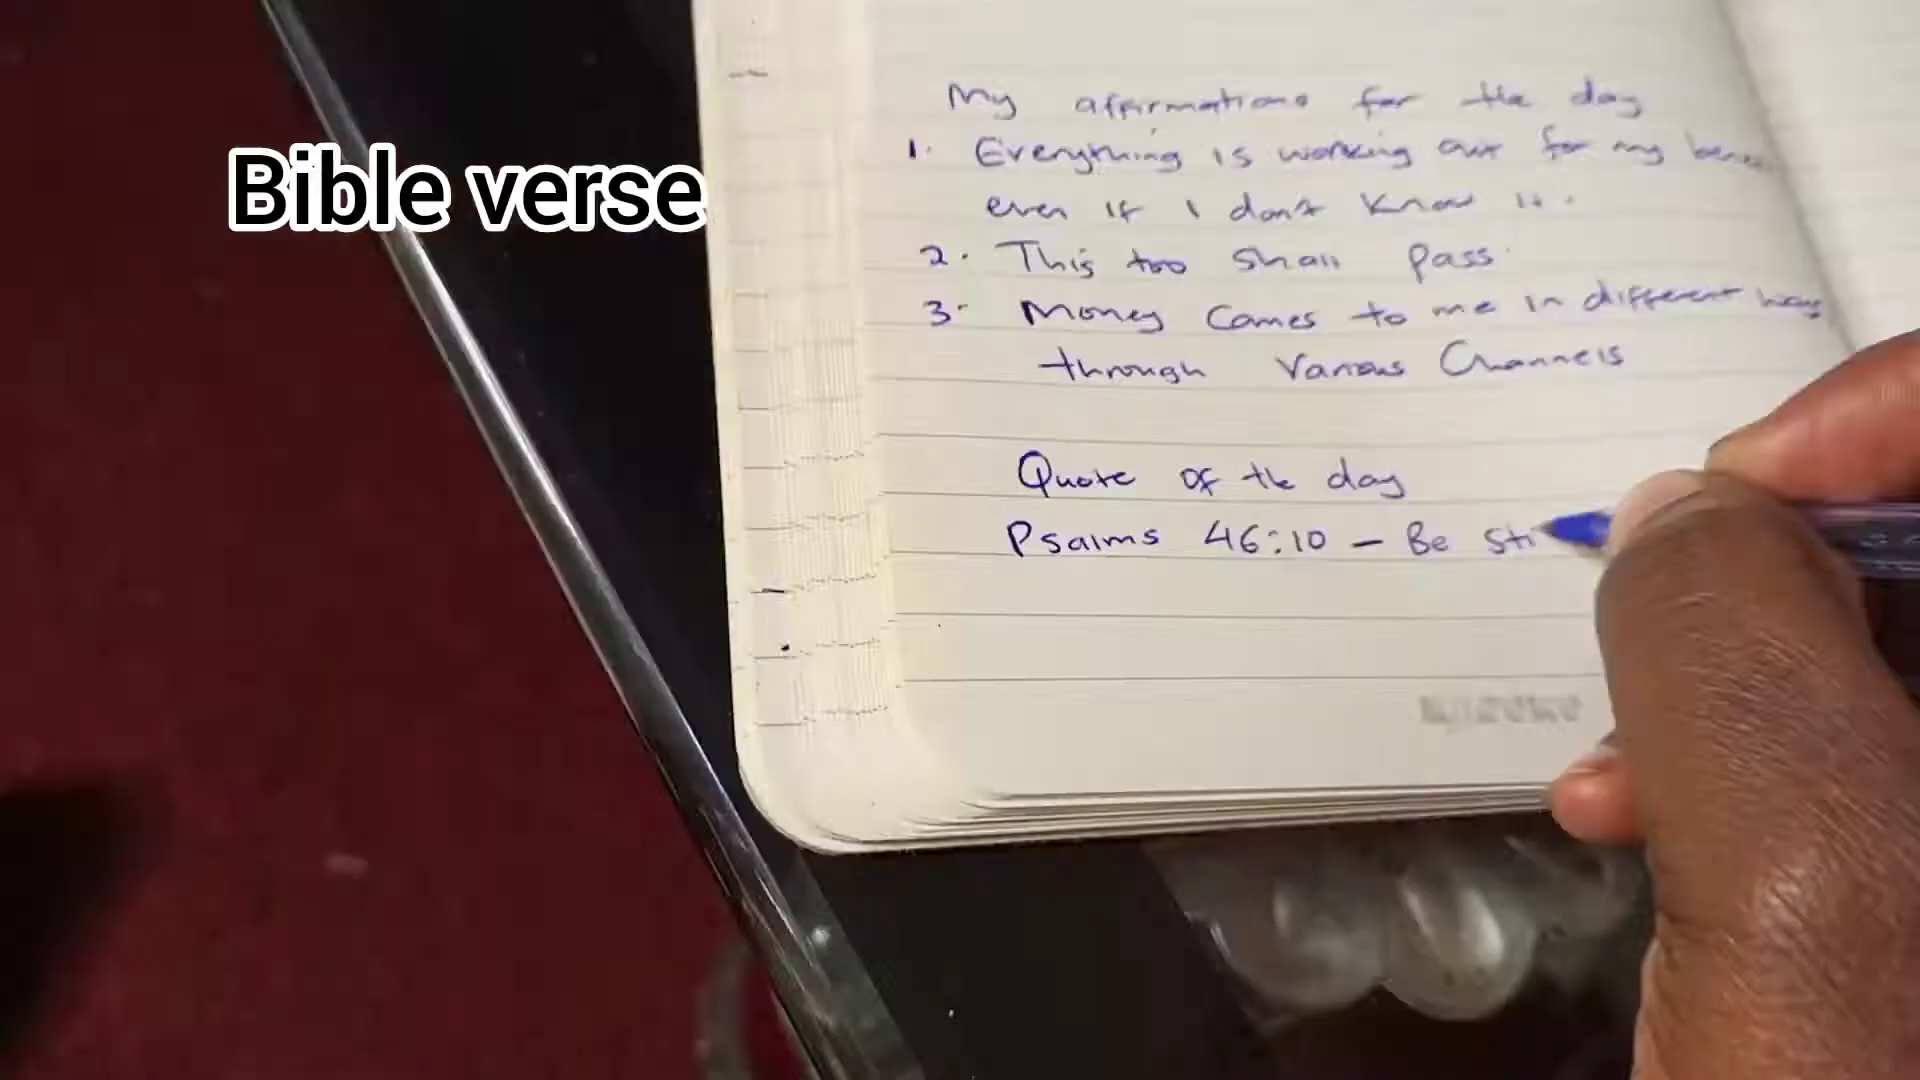 Bible verse
My affirmations for the day
1. Everything is working out for my
even if I don't know it.
2. This too shall pass.
3. Money comes to me in different ways
through various Channels
Quote of the day
Psalms 46:10 - Be sti